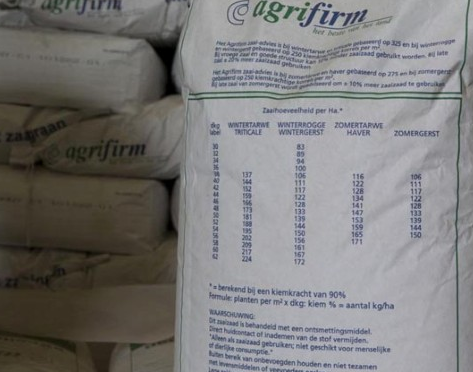 agrifirm
het beste van het land
Het Agrifirm zaai-advies is bij wintertarwe en triticale gebaseerd op 325 en bij winterrogge
en wintergerst gebaseerd op 250 kiemkrachtige korrels per m².
Bij vroege zaai en goede structuur kan 10% minder zaaizaad gebruikt worden. Bij late
zaai ± 20% meer zaaizaad gebruiken
Het Agrifirm zaai-advies is bij zomertarwe en haver gebaseerd op 275 en bij zomergerst
gebaseerd op 250 kiemkrachtige korrels per m².
Bij late zaai van zomergerst wordt geadviseerd om ± 10% meer zaaizaad te gebruiken
Zaaihoeveelheid per Ha.*
dkg WINTERTARWE WINTERROGGE ZOMERTARWE ZOMERGERST
label TRITICALE WINTERGERST HAVER
30 83
32 89
34 94
36 100
38 137 106 116 106
40 144 111 122 111
42 152 117 128 117
44 159 122 134 122
46 166 128 141 128
48 173 133 147 133
50 181 139 153 139
52 188 144 159 144
54 195 150 165 150
56 202 156 171
58 209 161
60 217 167
62 224 172
* = berekend bij een kiemkracht van 90%
Formule: planten per m² x dkg: kiem % = aantal kg/ha
WAARSCHUWING:
Dit zaaizaad is behandeld met een ontsmettingsmiddel.
Direct huidcontact of inademen van de stof vermijden.
"Alleen als zaaizaad gebruiken; niet geschikt voor menselijke
of dierlijke consumptie."
Buiten bereik van onbevoegden houden en niet tezamen
met levensmiddelen of
zaaigraan
agrifirm